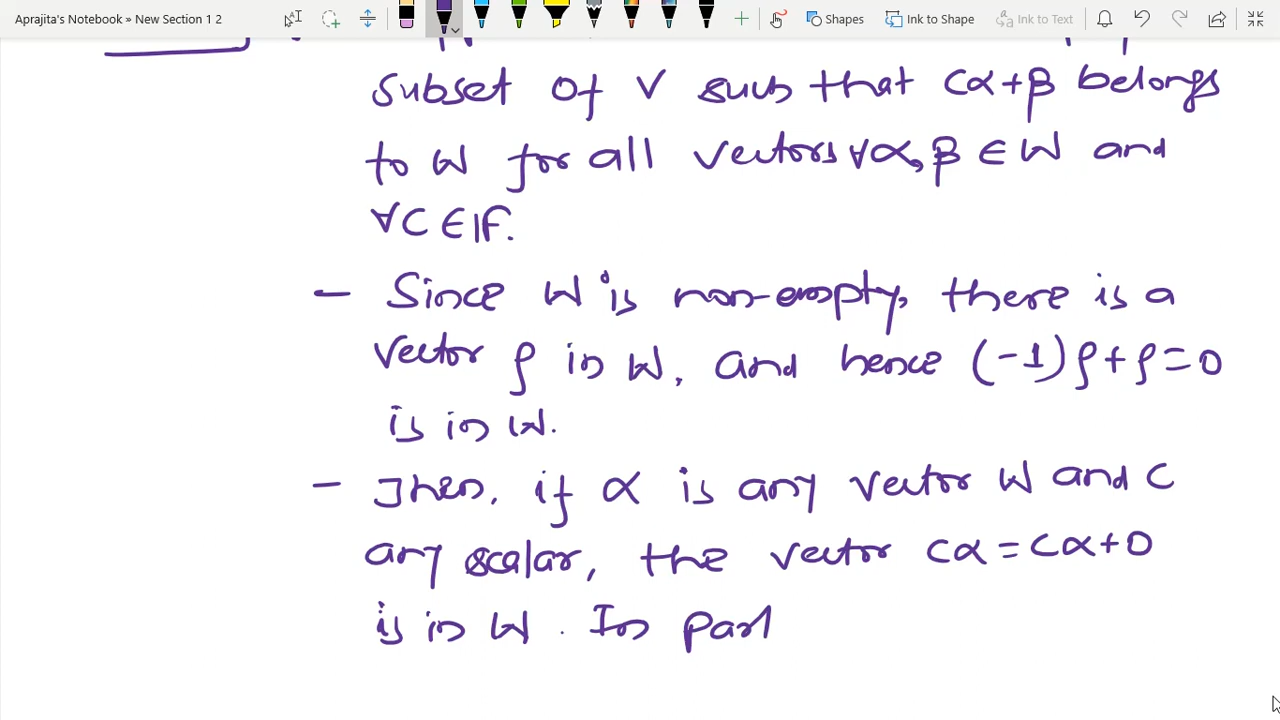 Aprajita's Notebook » New Section 1 2
Shapes Ink to Shape Ink to Text
Subset of V such that cα+β belongs
to W for all vectors ∀α,β ∈ W and
∀C ∈ IF.
- Since W is non-empty, there is a
vector ρ in W, and hence (-1)ρ+ρ=0
is in W.
- Then, if α is any vector W and C
any scalar, the vector cα=cα+0
is in W. In part